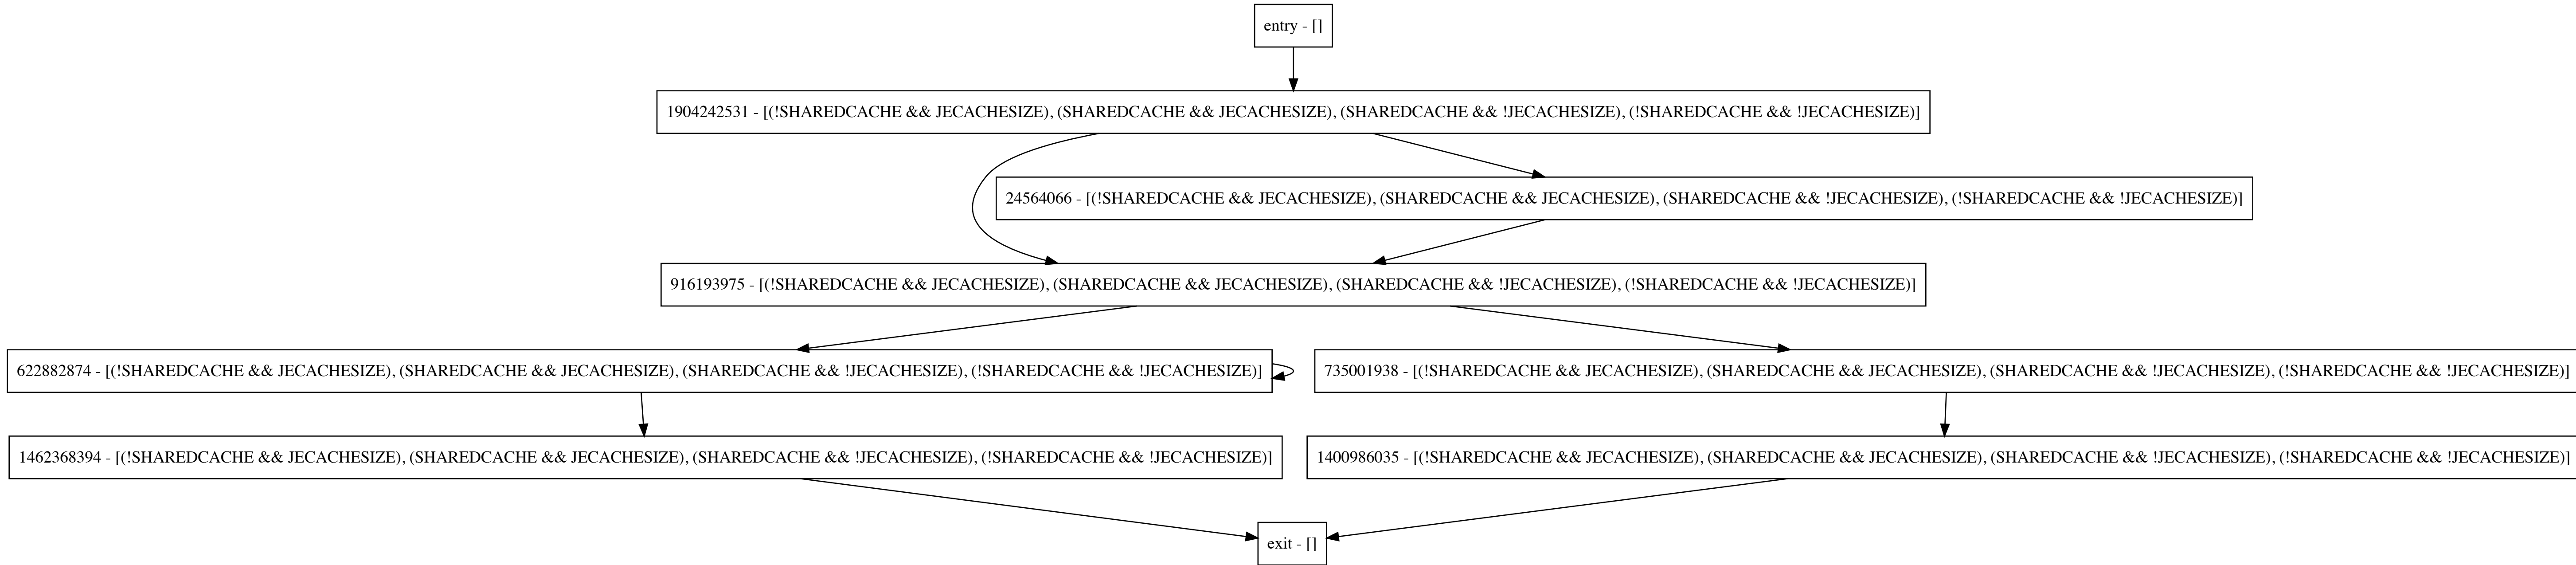 entry - []
1904242531 - [(!SHAREDCACHE && JECACHESIZE), (SHAREDCACHE && JECACHESIZE), (SHAREDCACHE && !JECACHESIZE), (!SHAREDCACHE && !JECACHESIZE)]
24564066 - [(!SHAREDCACHE && JECACHESIZE), (SHAREDCACHE && JECACHESIZE), (SHAREDCACHE && !JECACHESIZE), (!SHAREDCACHE && !JECACHESIZE)]
916193975 - [(!SHAREDCACHE && JECACHESIZE), (SHAREDCACHE && JECACHESIZE), (SHAREDCACHE && !JECACHESIZE), (!SHAREDCACHE && !JECACHESIZE)]
622882874 - [(!SHAREDCACHE && JECACHESIZE), (SHAREDCACHE && JECACHESIZE), (SHAREDCACHE && !JECACHESIZE), (!SHAREDCACHE && !JECACHESIZE)]
735001938 - [(!SHAREDCACHE && JECACHESIZE), (SHAREDCACHE && JECACHESIZE), (SHAREDCACHE && !JECACHESIZE), (!SHAREDCACHE && !JECACHESIZE)]
1462368394 - [(!SHAREDCACHE && JECACHESIZE), (SHAREDCACHE && JECACHESIZE), (SHAREDCACHE && !JECACHESIZE), (!SHAREDCACHE && !JECACHESIZE)]
1400986035 - [(!SHAREDCACHE && JECACHESIZE), (SHAREDCACHE && JECACHESIZE), (SHAREDCACHE && !JECACHESIZE), (!SHAREDCACHE && !JECACHESIZE)]
exit - []